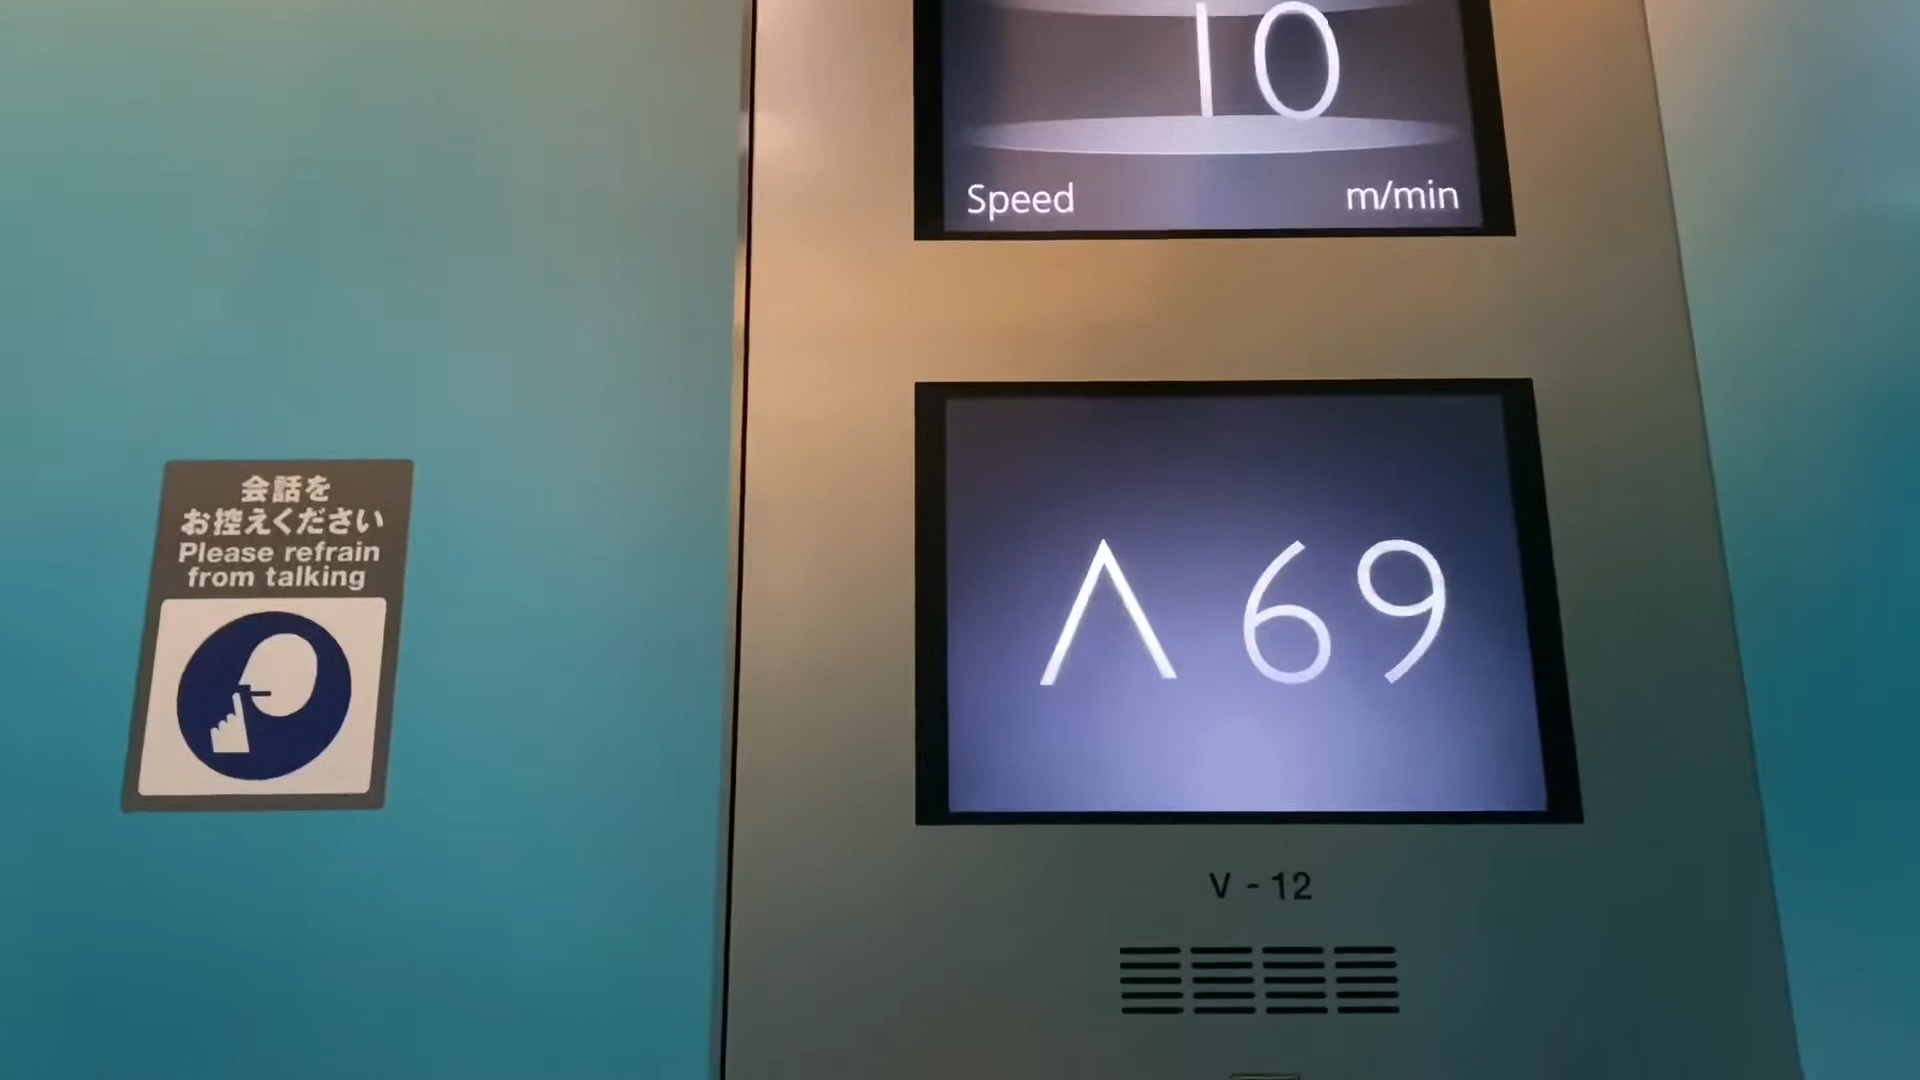 10
Speed m/min
会話を
お控えください
Please refrain
from talking
Λ 69
V - 12